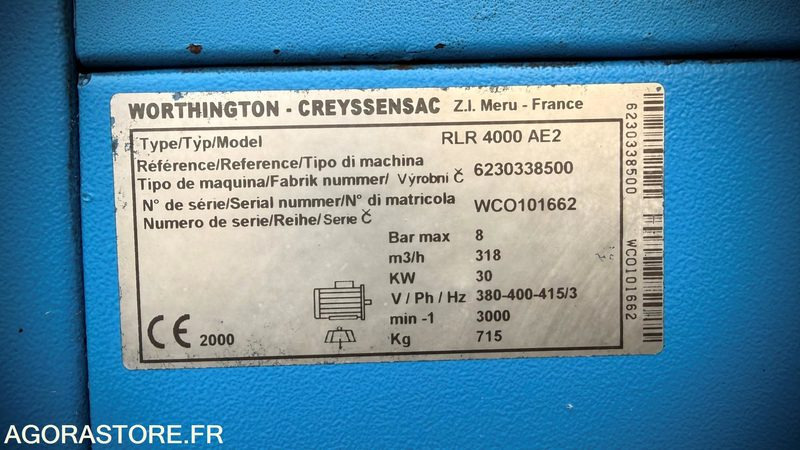 WORTHINGTON - CREYSSENSAC Z.I. Meru - France
Type/Typ/Model RLR 4000 AE2
Référence/Reference/Tipo di machina
Tipo de maquina/Fabrik nummer/ Výrobní Č 6230338500
N° de série/Serial nummer/N° di matricola
Numero de serie/Reihe/Serie Č WCO101662
Bar max 8
m3/h 318
KW 30
V / Ph / Hz 380-400-415/3
min -1 3000
Kg 715
CE 2000
6230338500 WCO101662
AGORASTORE.FR